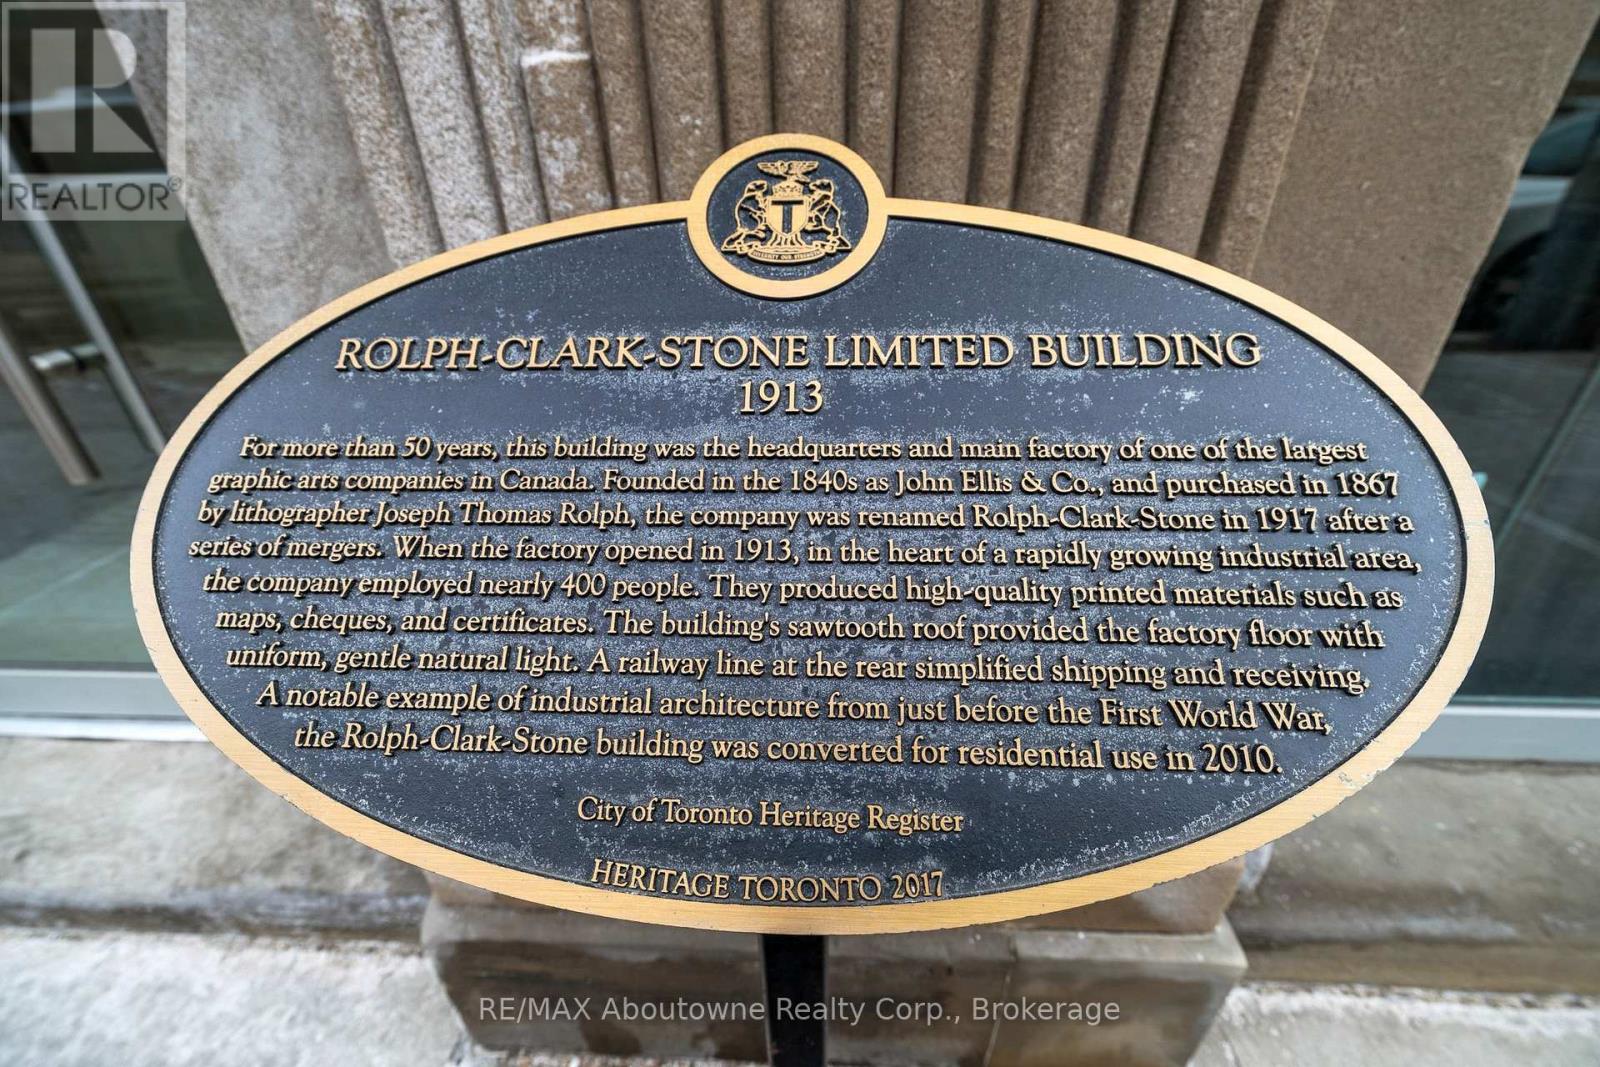 REALTOR®
T
ROLPH-CLARK-STONE LIMITED BUILDING
1913
For more than 50 years, this building was the headquarters and main factory of one of the largest
graphic arts companies in Canada. Founded in the 1840s as John Ellis & Co., and purchased in 1867
by lithographer Joseph Thomas Rolph, the company was renamed Rolph-Clark-Stone in 1917 after a
series of mergers. When the factory opened in 1913, in the heart of a rapidly growing industrial area,
the company employed nearly 400 people. They produced high-quality printed materials such as
maps, cheques, and certificates. The building's sawtooth roof provided the factory floor with
uniform, gentle natural light. A railway line at the rear simplified shipping and receiving.
A notable example of industrial architecture from just before the First World War,
the Rolph-Clark-Stone building was converted for residential use in 2010.
City of Toronto Heritage Register
HERITAGE TORONTO 2017
RE/MAX Aboutowne Realty Corp., Brokerage